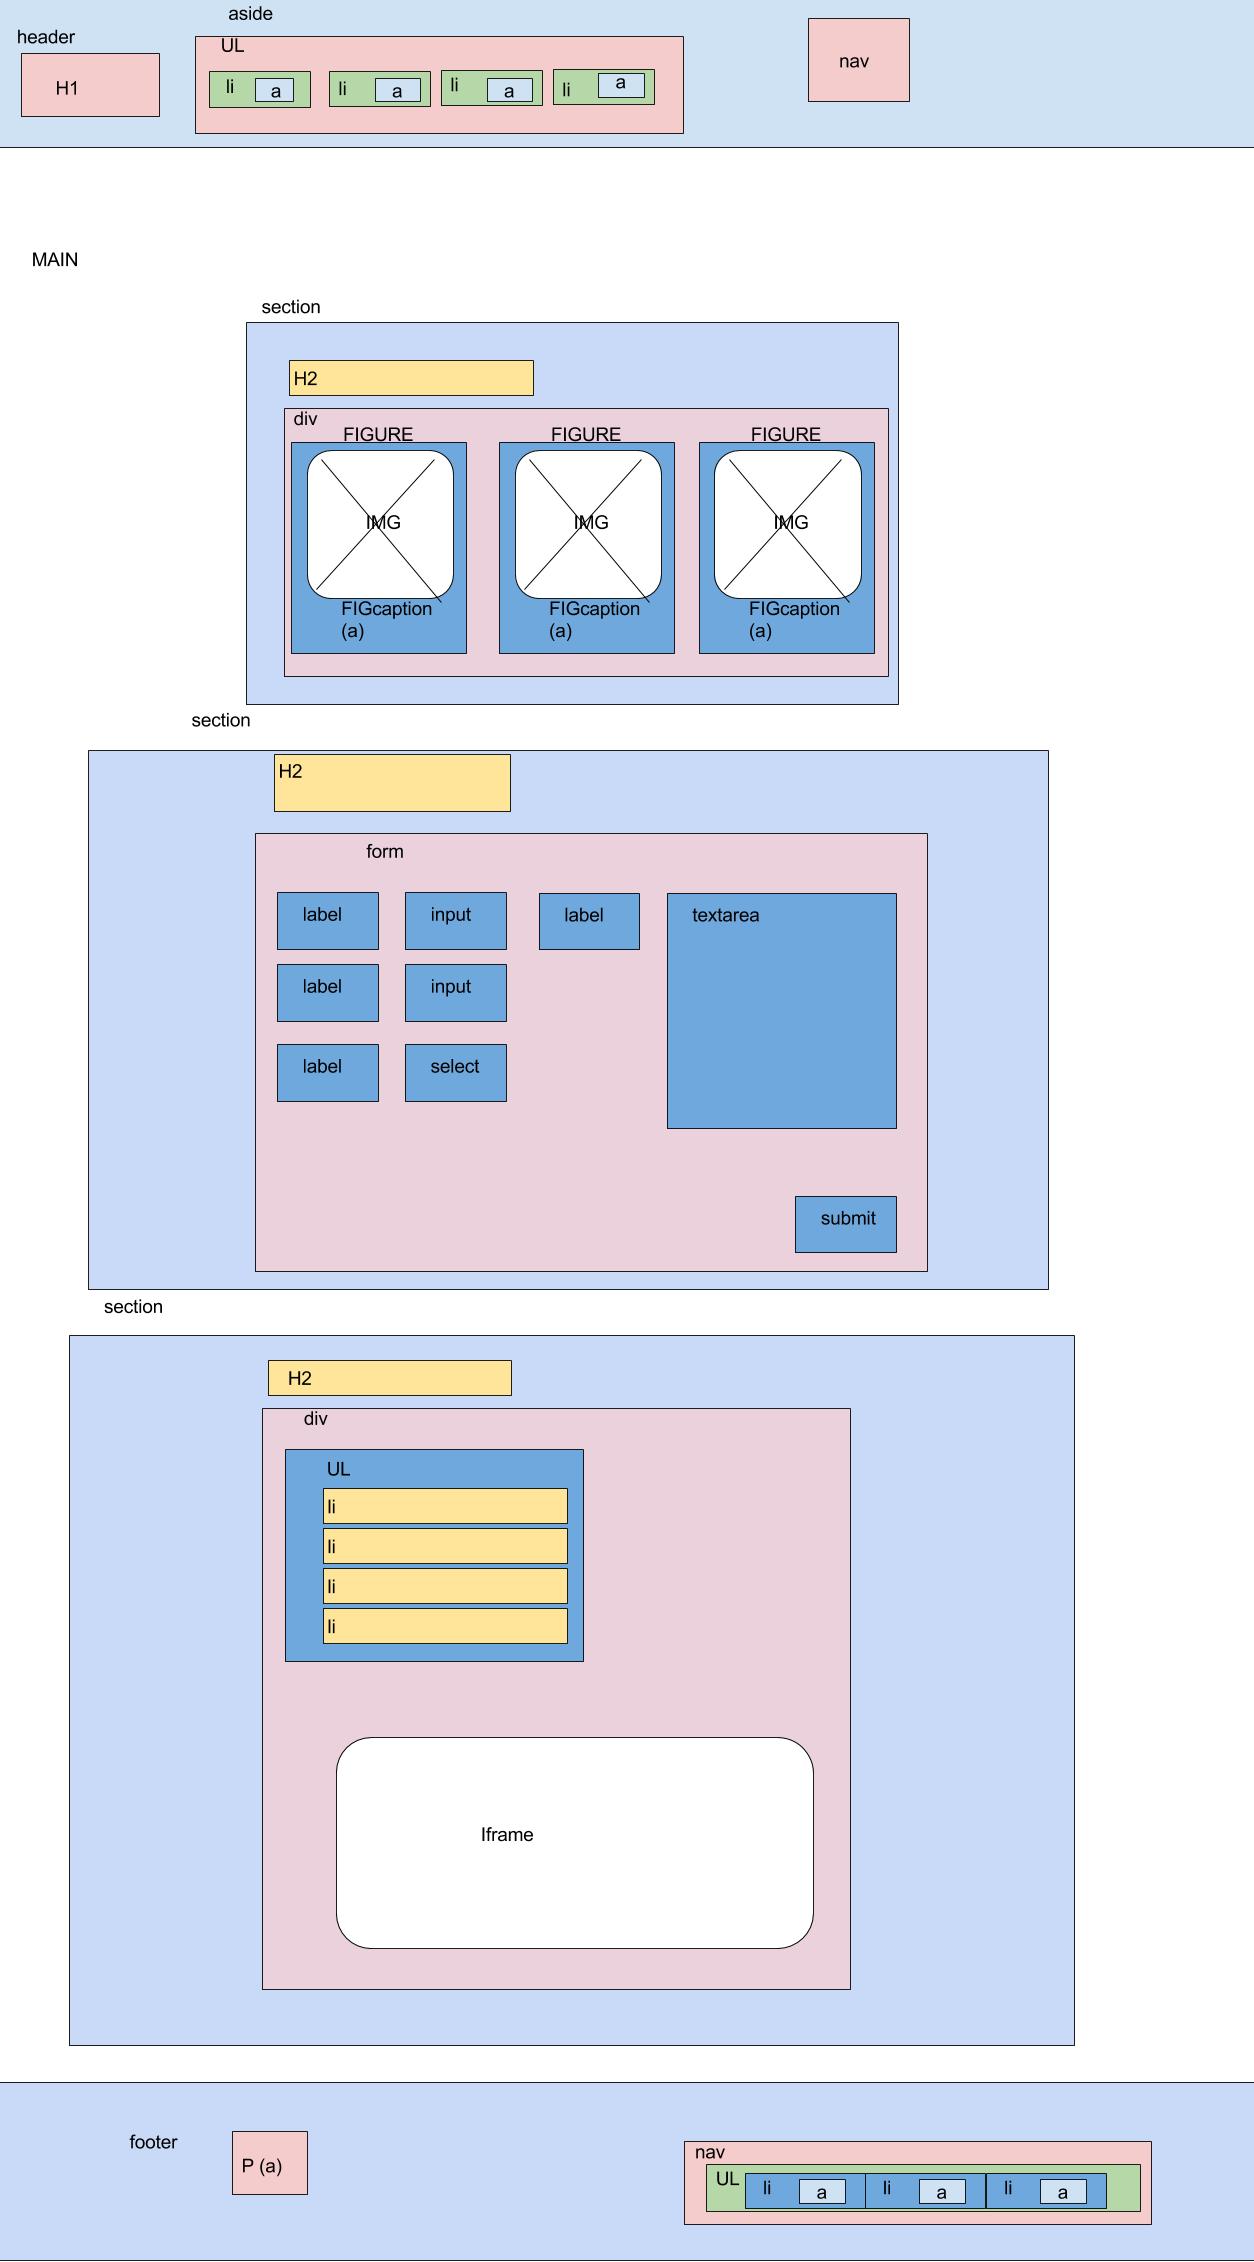 aside
header
UL
H1
li
a
li
a
li
a
li
a
nav
MAIN
section
H2
div
FIGURE
FIGURE
FIGURE
IMG
IMG
IMG
FIGcaption
(a)
FIGcaption
(a)
FIGcaption
(a)
section
H2
form
label
input
label
textarea
label
input
label
select
submit
section
H2
div
UL
li
li
li
li
Iframe
footer
P (a)
nav
UL
li
a
li
a
li
a